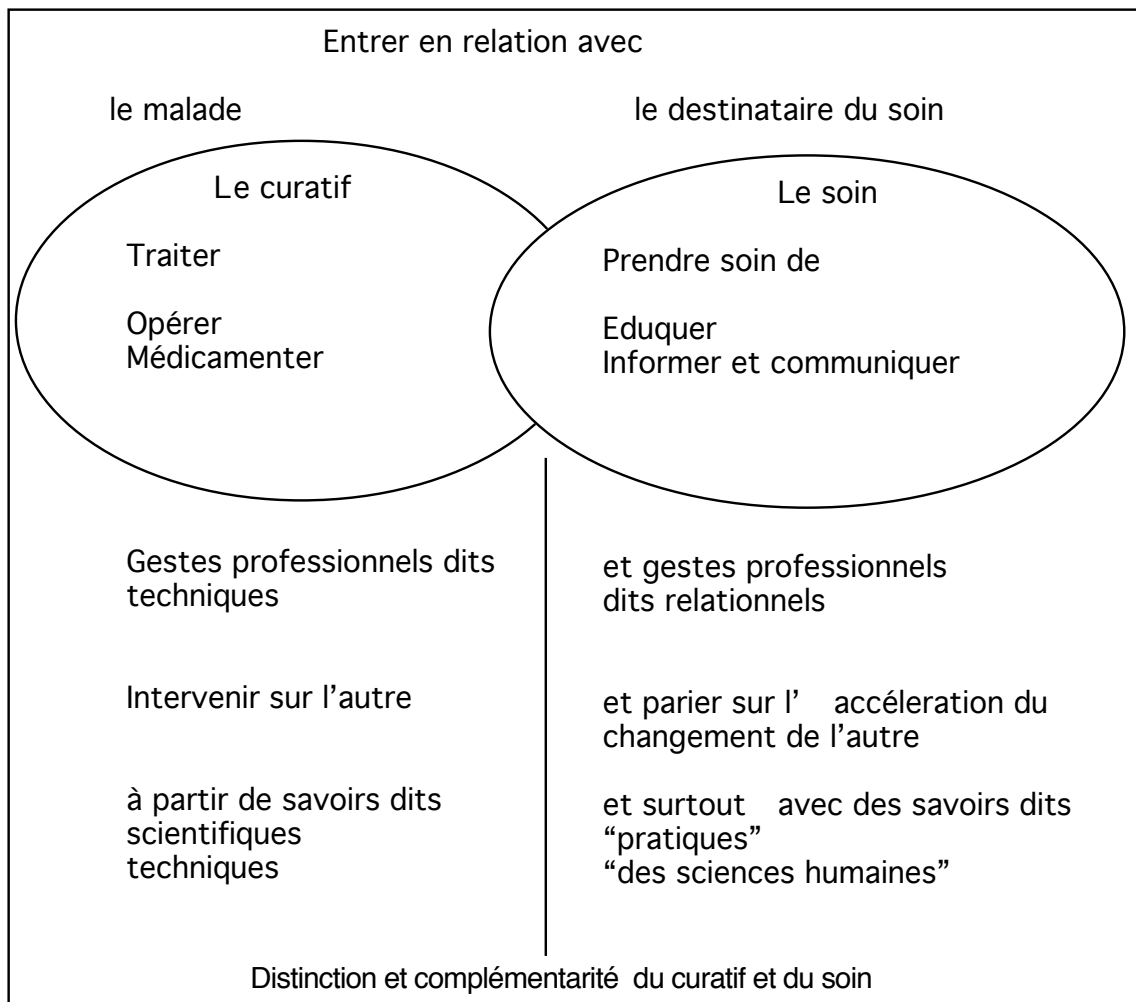 Entrer en relation avec
le malade
le destinataire du soin
Le curatif
Traiter
Opérer
Médicamenter
Le soin
Prendre soin de
Eduquer
Informer et communiquer
Gestes professionnels dits
techniques
et gestes professionnels
dits relationnels
Intervenir sur l'autre
et parier sur l' accéleration du
changement de l'autre
à partir de savoirs dits
scientifiques
techniques
et surtout avec des savoirs dits
“pratiques”
“des sciences humaines”
Distinction et complémentarité du curatif et du soin